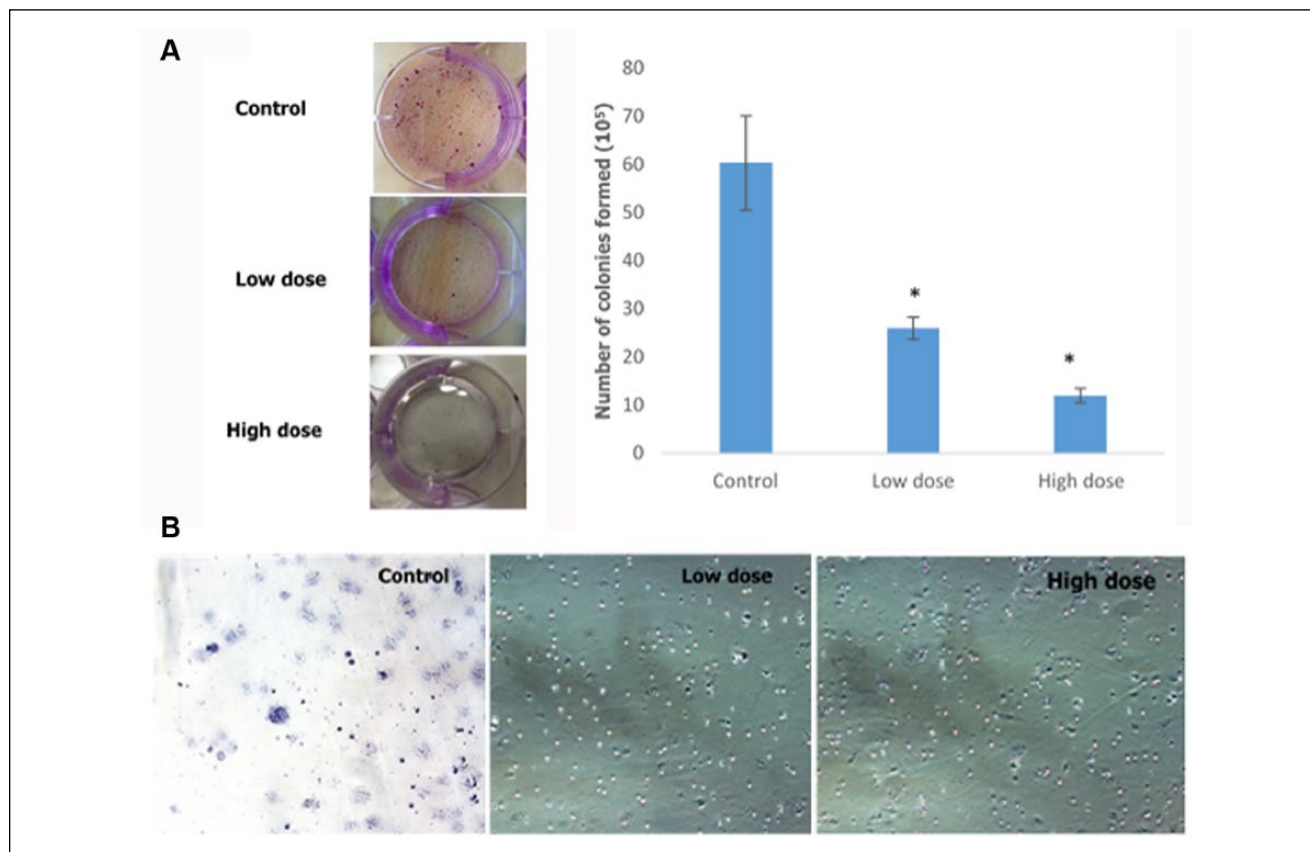 A
Control
Low dose
High dose
Number of colonies formed (10⁵)
80
70
60
50
40
30
20
10
0
*
*
Control
Low dose
High dose
B
Control
Low dose
High dose